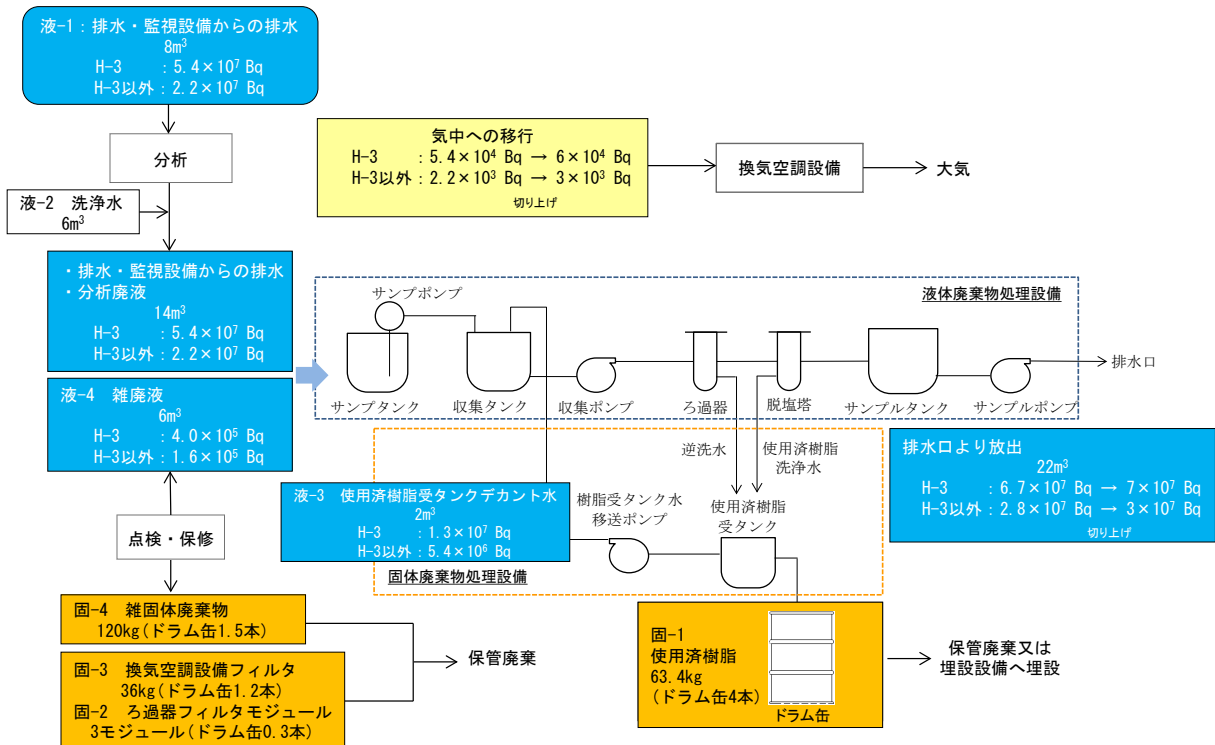 液-1：排水・監視設備からの排水
8m³
H-3 ：5.4×10⁷ Bq
H-3以外：2.2×10⁷ Bq
分析
液-2 洗浄水
6m³
・排水・監視設備からの排水
・分析廃液
14m³
H-3 ：5.4×10⁷ Bq
H-3以外：2.2×10⁷ Bq
液-4 雑廃液
6m³
H-3 ：4.0×10⁵ Bq
H-3以外：1.6×10⁵ Bq
点検・保修
固-4 雑固体廃棄物
120kg(ドラム缶1.5本)
固-3 換気空調設備フィルタ
36kg(ドラム缶1.2本)
固-2 ろ過器フィルタモジュール
3モジュール(ドラム缶0.3本)
保管廃棄
気中への移行
H-3 ：5.4×10⁴ Bq → 6×10⁴ Bq
H-3以外：2.2×10³ Bq → 3×10³ Bq
切り上げ
換気空調設備
大気
液体廃棄物処理設備
サンプポンプ
サンプタンク
収集タンク
収集ポンプ
ろ過器
脱塩塔
サンプルタンク
サンプルポンプ
排水口
逆洗水
使用済樹脂
洗浄水
液-3 使用済樹脂受タンクデカント水
2m³
H-3 ：1.3×10⁷ Bq
H-3以外：5.4×10⁶ Bq
樹脂受タンク水
移送ポンプ
使用済樹脂
受タンク
固体廃棄物処理設備
排水口より放出
22m³
H-3 ：6.7×10⁷ Bq → 7×10⁷ Bq
H-3以外：2.8×10⁷ Bq → 3×10⁷ Bq
切り上げ
固-1
使用済樹脂
63.4kg
(ドラム缶4本)
ドラム缶
保管廃棄又は
埋設設備へ埋設